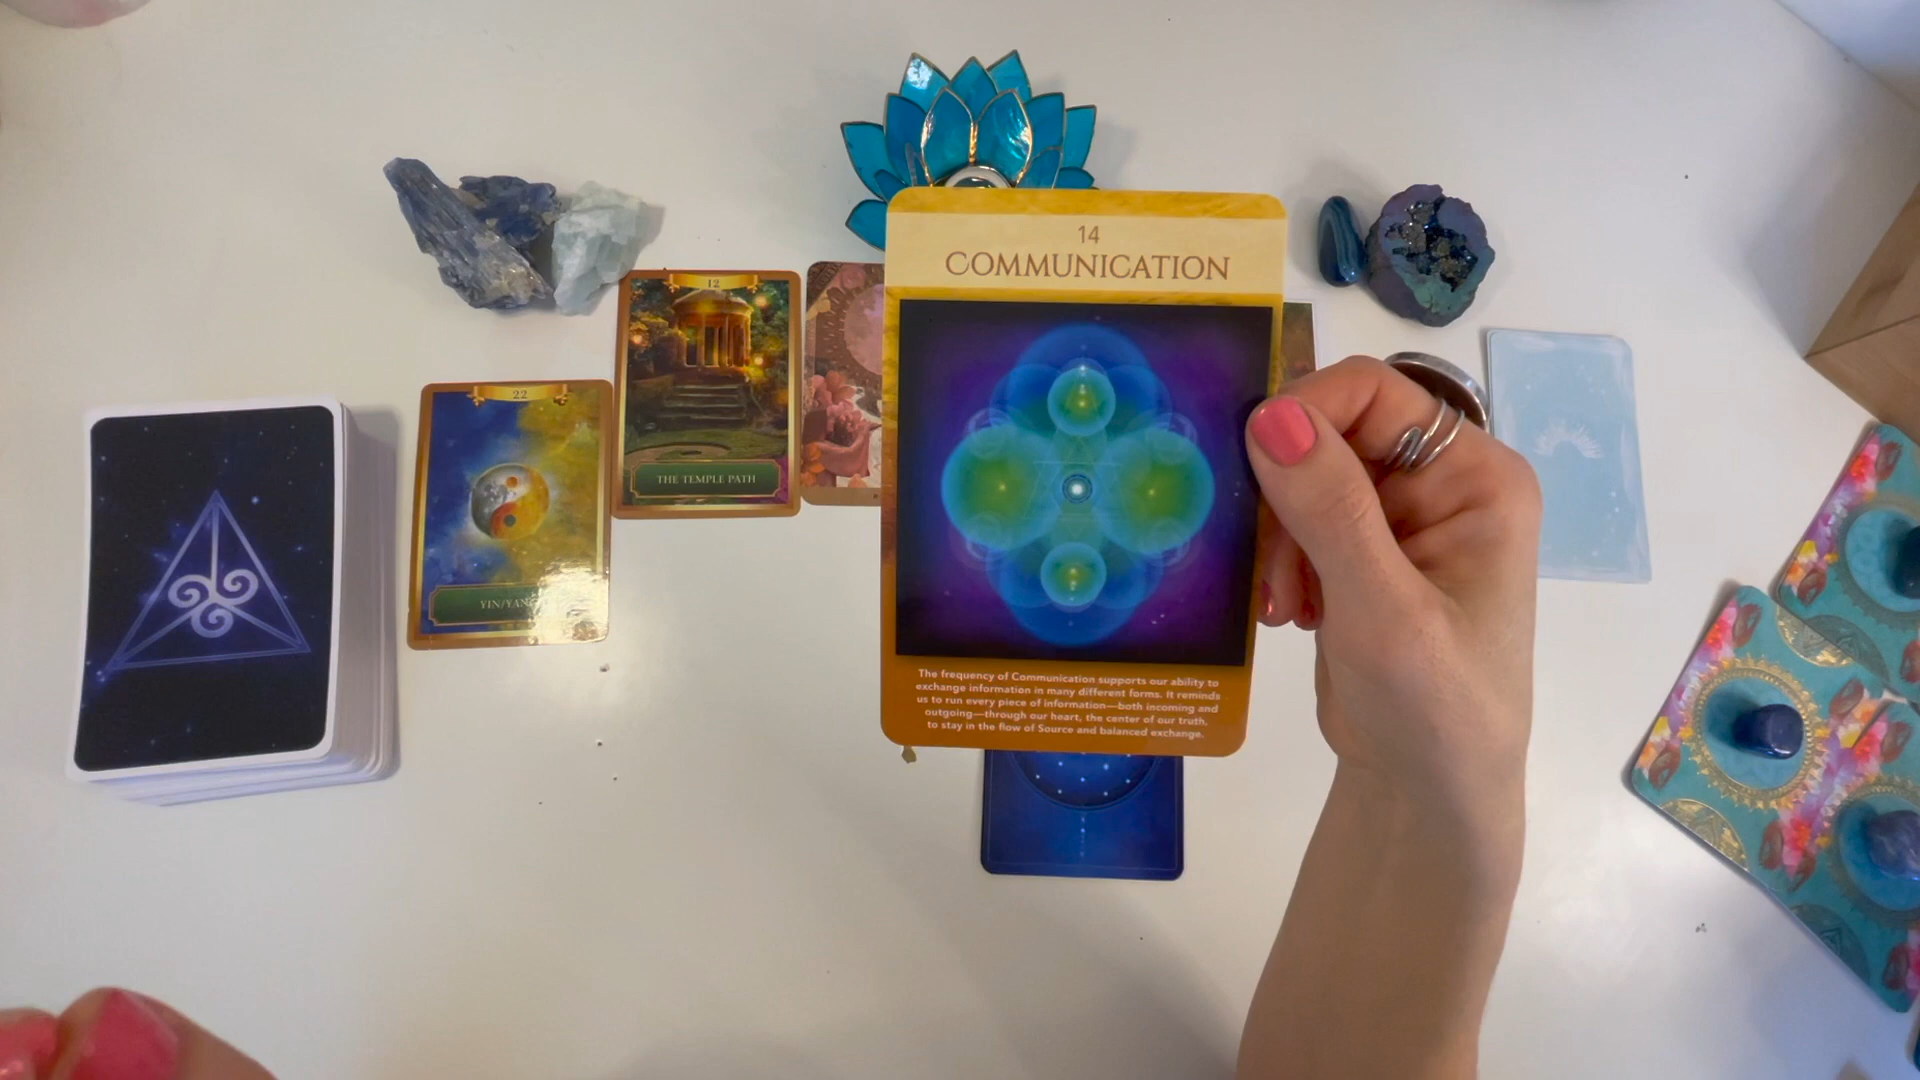 14
COMMUNICATION
The frequency of Communication supports our ability to
exchange information in many different forms. It reminds
us to run every piece of information—both incoming and
outgoing—through our heart, the center of our truth,
to stay in the flow of Source and balanced exchange.
12
THE TEMPLE PATH
22
YIN/YANG